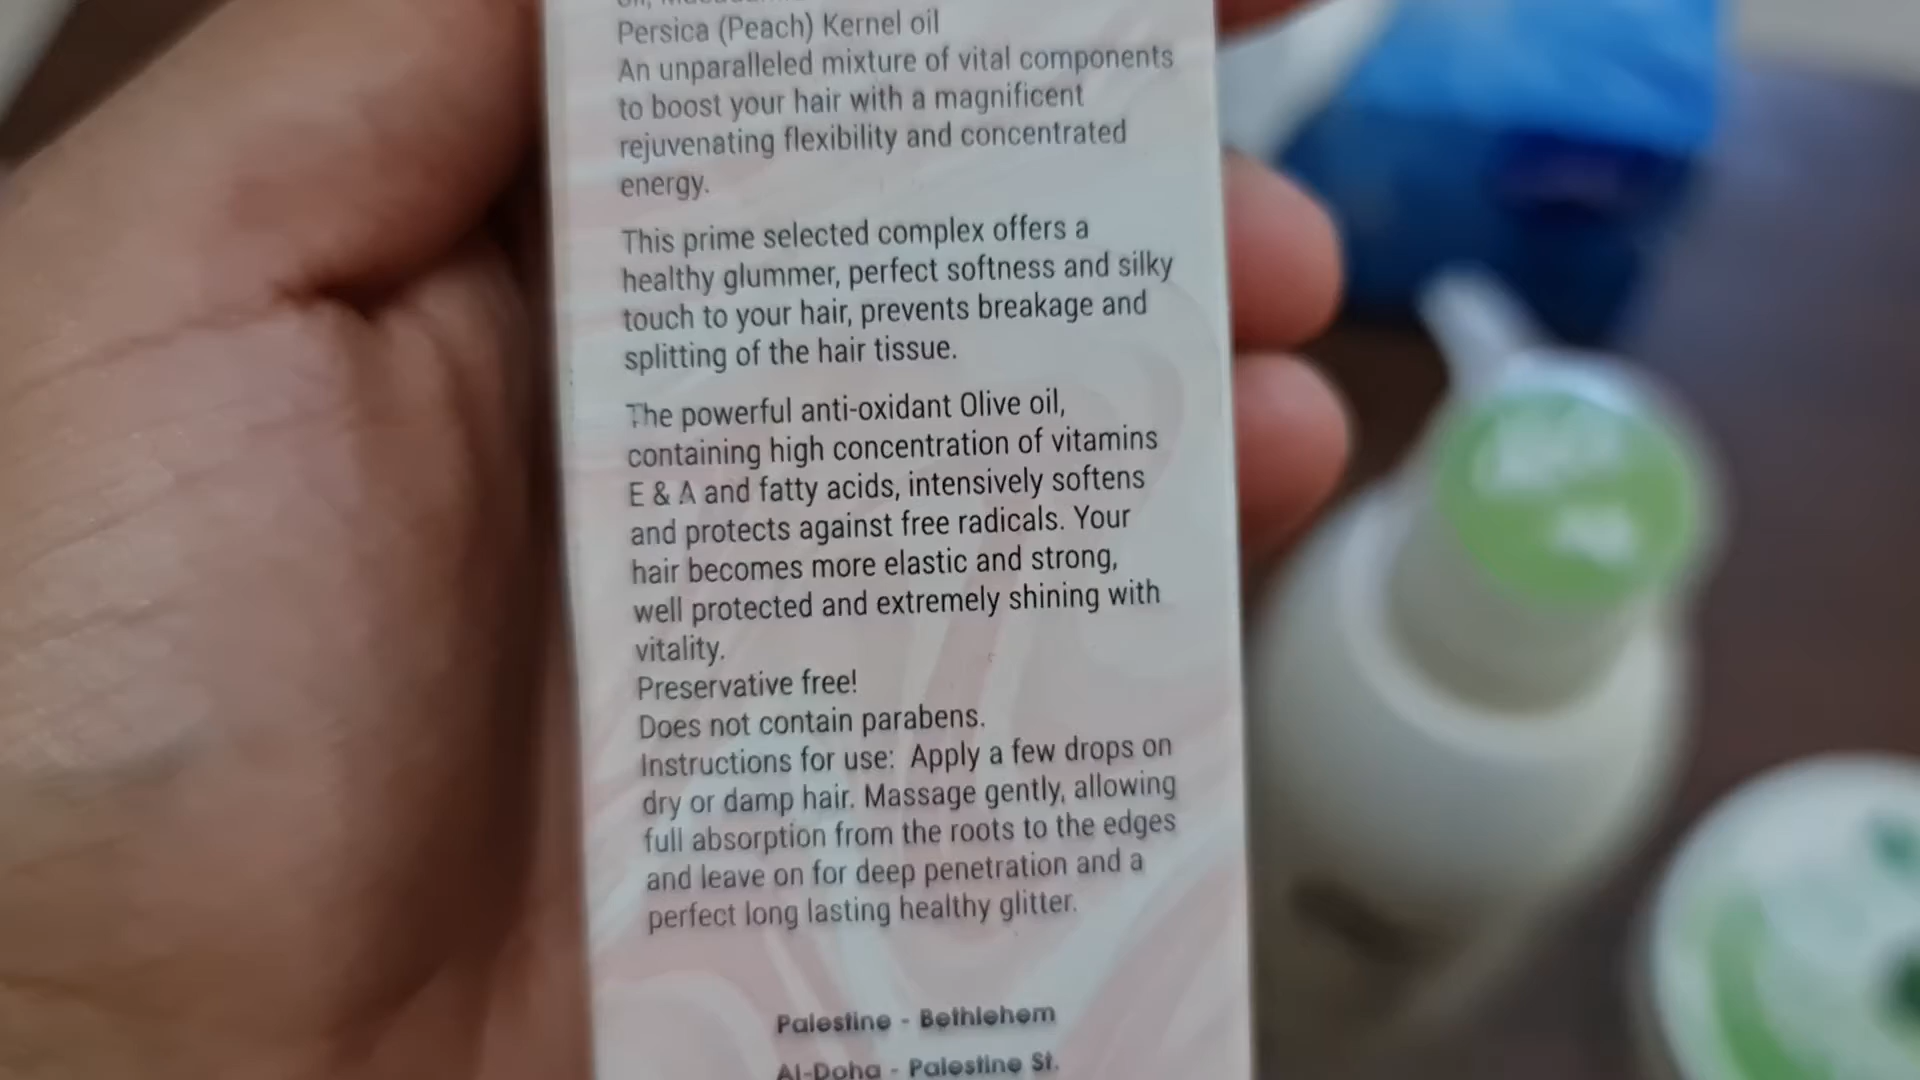 Persica (Peach) Kernel oil
An unparalleled mixture of vital components
to boost your hair with a magnificent
rejuvenating flexibility and concentrated
energy.
This prime selected complex offers a
healthy glummer, perfect softness and silky
touch to your hair, prevents breakage and
splitting of the hair tissue.
The powerful anti-oxidant Olive oil,
containing high concentration of vitamins
E & A and fatty acids, intensively softens
and protects against free radicals. Your
hair becomes more elastic and strong,
well protected and extremely shining with
vitality.
Preservative free!
Does not contain parabens.
Instructions for use: Apply a few drops on
dry or damp hair. Massage gently, allowing
full absorption from the roots to the edges
and leave on for deep penetration and a
perfect long lasting healthy glitter.
Palestine - Bethlehem
Al-Doha - Palestine St.